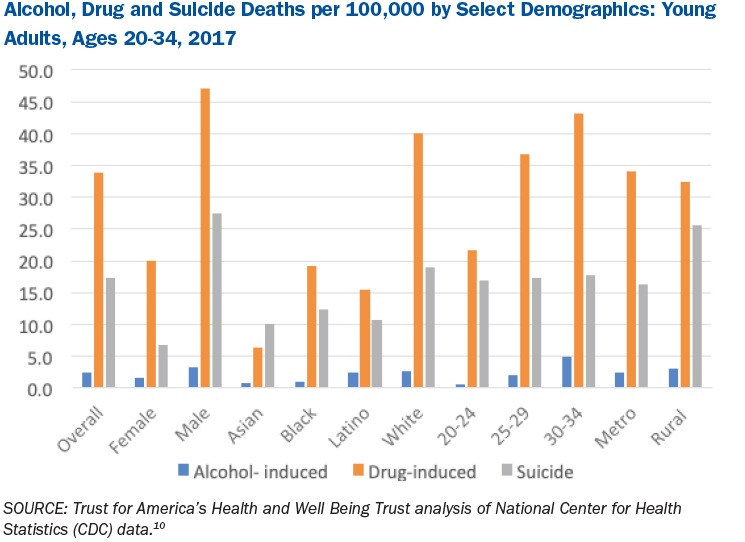 Alcohol, Drug and Suicide Deaths per 100,000 by Select Demographics: Young
Adults, Ages 20-34, 2017
50.0
45.0
40.0
35.0
30.0
25.0
20.0
15.0
10.0
5.0
0.0
Overall
Female
Male
Asian
Black
Latino
White
20-24
25-29
30-34
Metro
Rural
Alcohol- induced
Drug-induced
Suicide
SOURCE: Trust for America's Health and Well Being Trust analysis of National Center for Health
Statistics (CDC) data.10